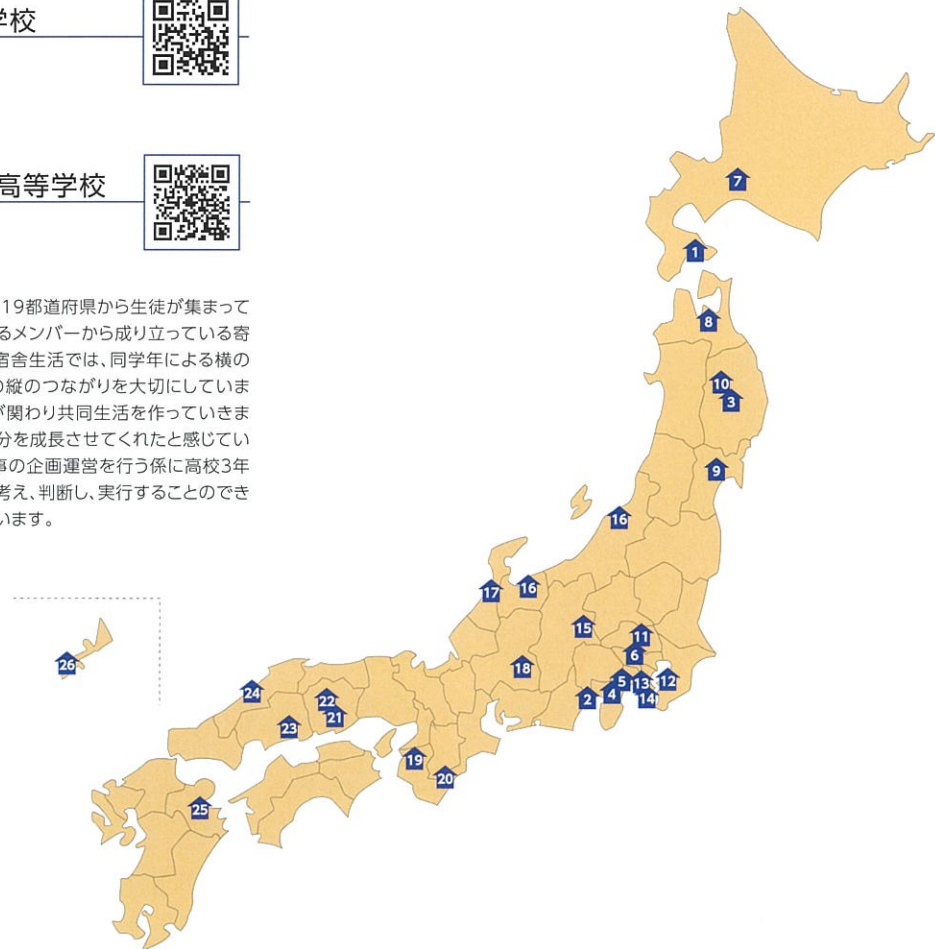 学校
高等学校
19都道府県から生徒が集まって
るメンバーから成り立っている寄
宿舎生活では、同学年による横の
の縦のつながりを大切にしていま
が関わり共同生活を作っていきま
分を成長させてくれたと感じてい
事の企画運営を行う係に高校3年
考え、判断し、実行することのでき
います。
7
1
8
10
3
9
16
17
16
15
11
6
18
5
13
12
2
4
14
26
24
22
21
23
19
20
25